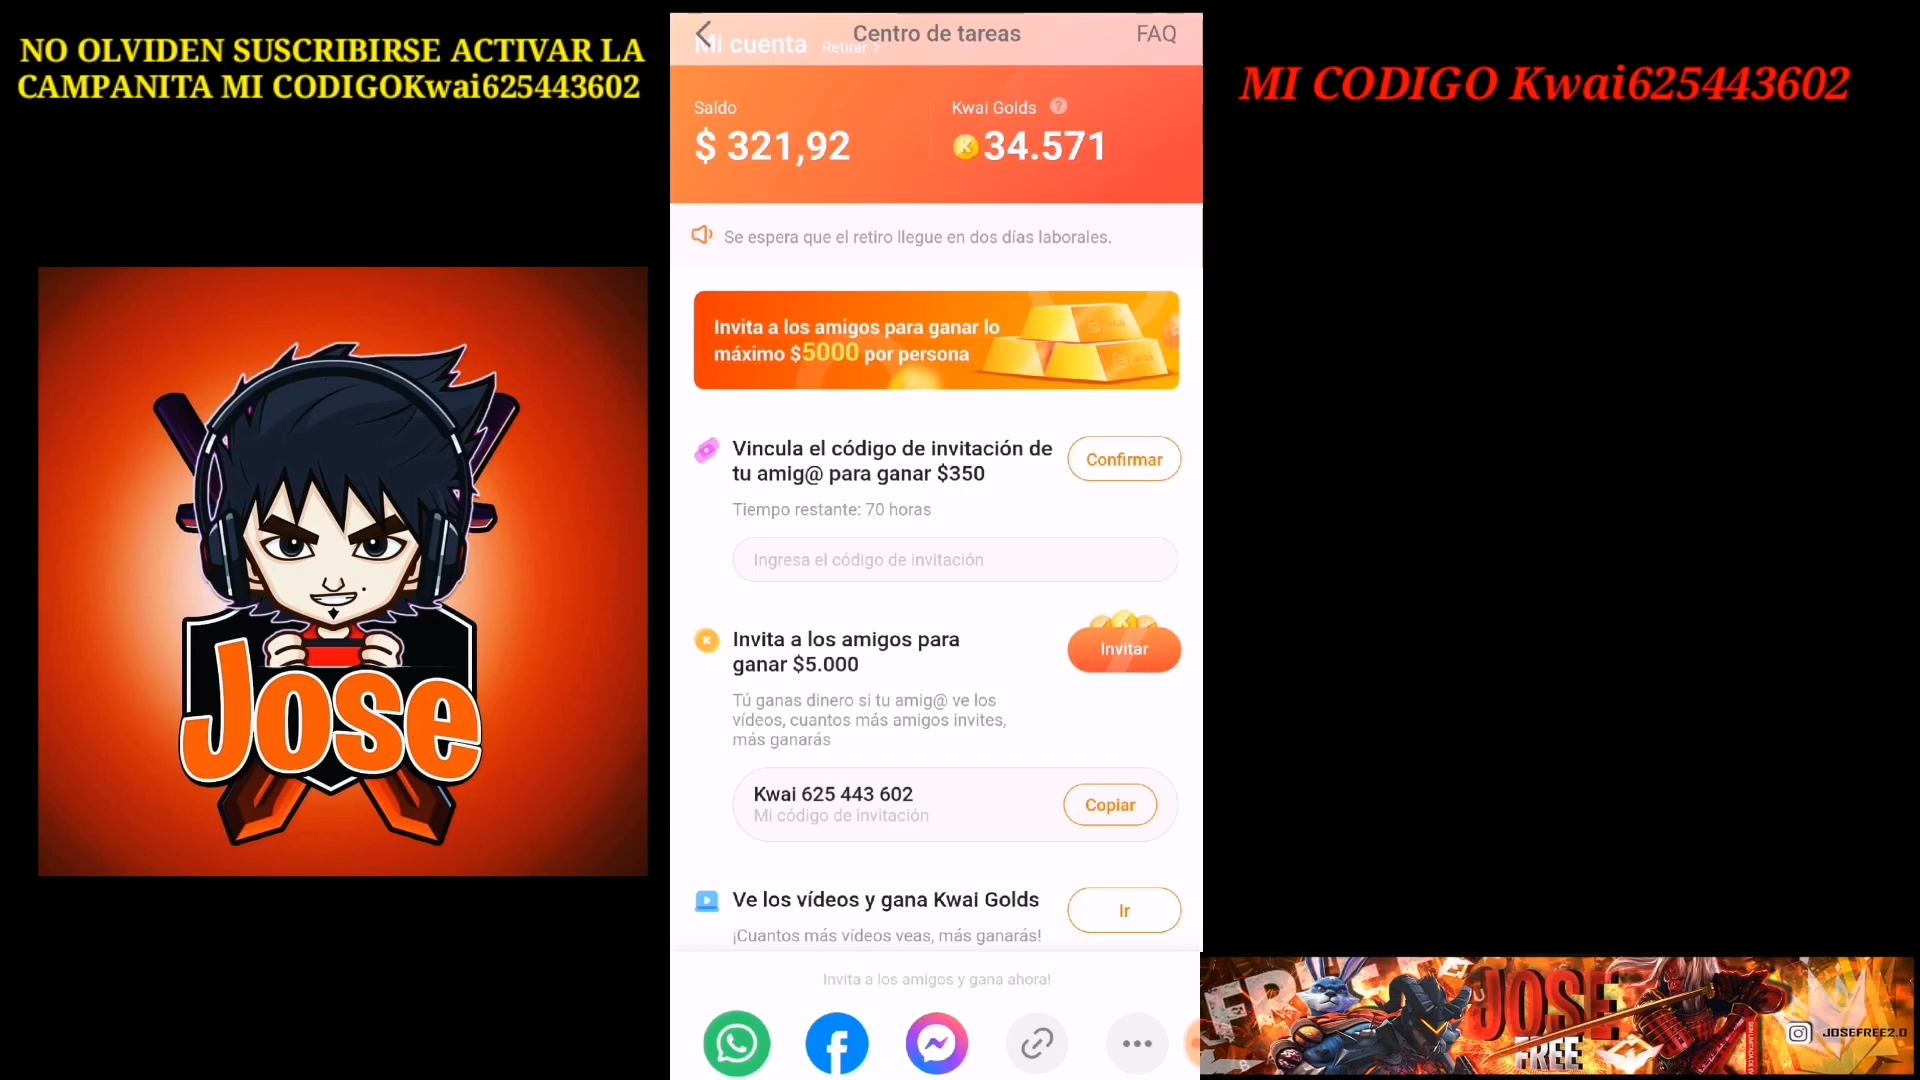 NO OLVIDEN SUSCRIBIRSE ACTIVAR LA
CAMPANITA MI CODIGOKwai625443602
MI CODIGO Kwai625443602
Centro de tareas
FAQ
Mi cuenta
Retirar >
Saldo
Kwai Golds ?
$ 321,92
34.571
Se espera que el retiro llegue en dos días laborales.
Invita a los amigos para ganar lo
máximo $5000 por persona
Vincula el código de invitación de
tu amig@ para ganar $350
Confirmar
Tiempo restante: 70 horas
Ingresa el código de invitación
Invita a los amigos para
ganar $5.000
Invitar
Tú ganas dinero si tu amig@ ve los
vídeos, cuantos más amigos invites,
más ganarás
Kwai 625 443 602
Mi código de invitación
Copiar
Ve los vídeos y gana Kwai Golds
Ir
¡Cuantos más vídeos veas, más ganarás!
Invita a los amigos y gana ahora!
Jose
JOSE
FREE
JOSEFREE2.0